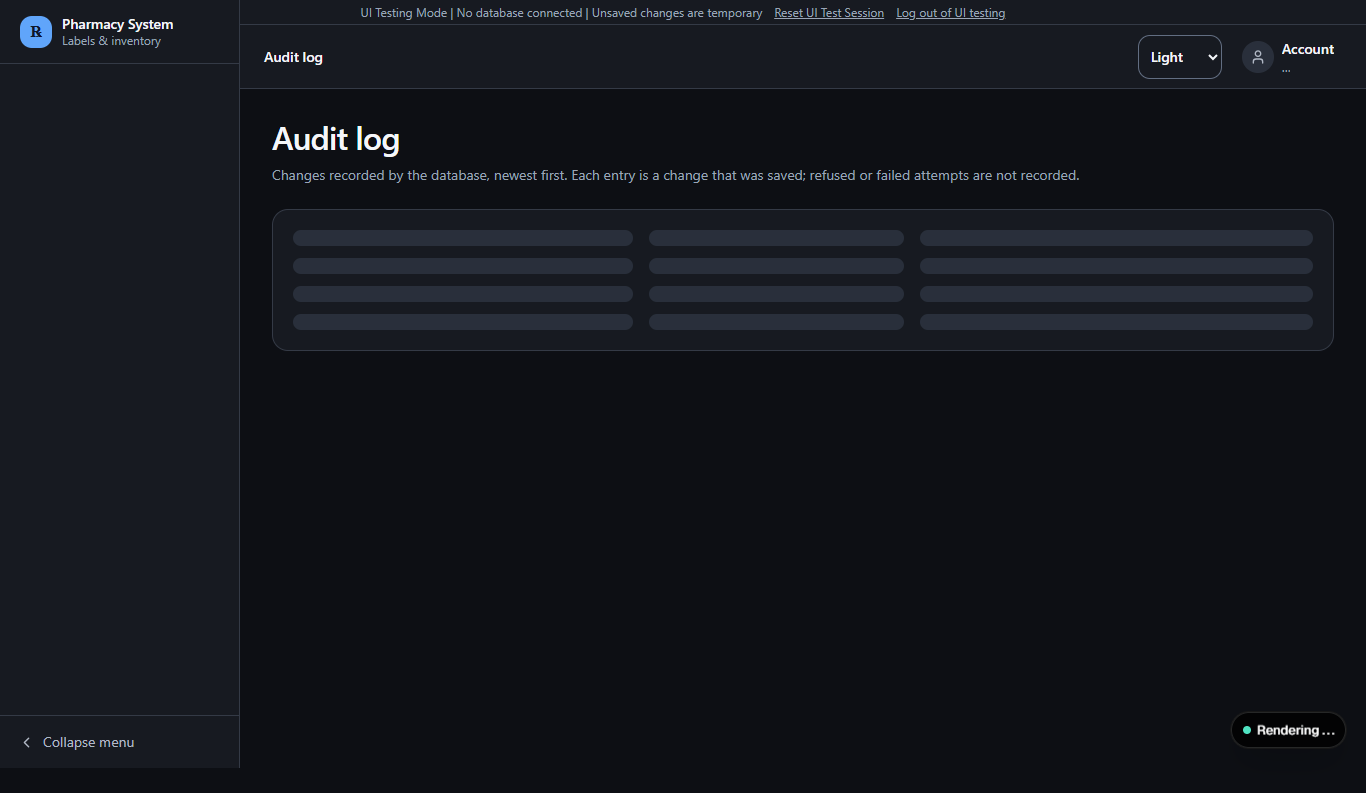 UI Testing Mode | No database connected | Unsaved changes are temporary Reset UI Test Session Log out of UI testing
℞
Pharmacy System
Labels & inventory
Audit log
Light
Account
...
Audit log
Changes recorded by the database, newest first. Each entry is a change that was saved; refused or failed attempts are not recorded.
Collapse menu
Rendering ...